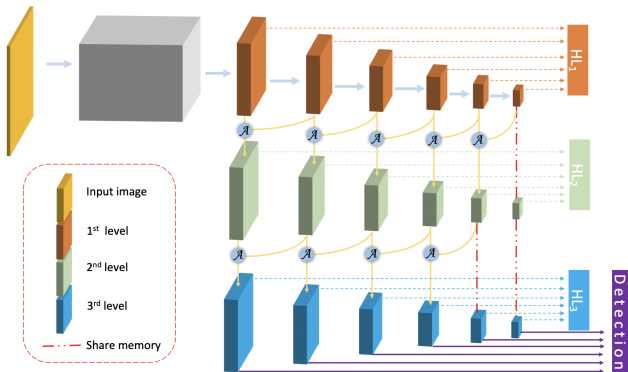 HL₁
𝒜 𝒜 𝒜 𝒜 𝒜
HL₂
Input image
1st level
2nd level
3rd level
Share memory
𝒜 𝒜 𝒜 𝒜
HL₃
Detection